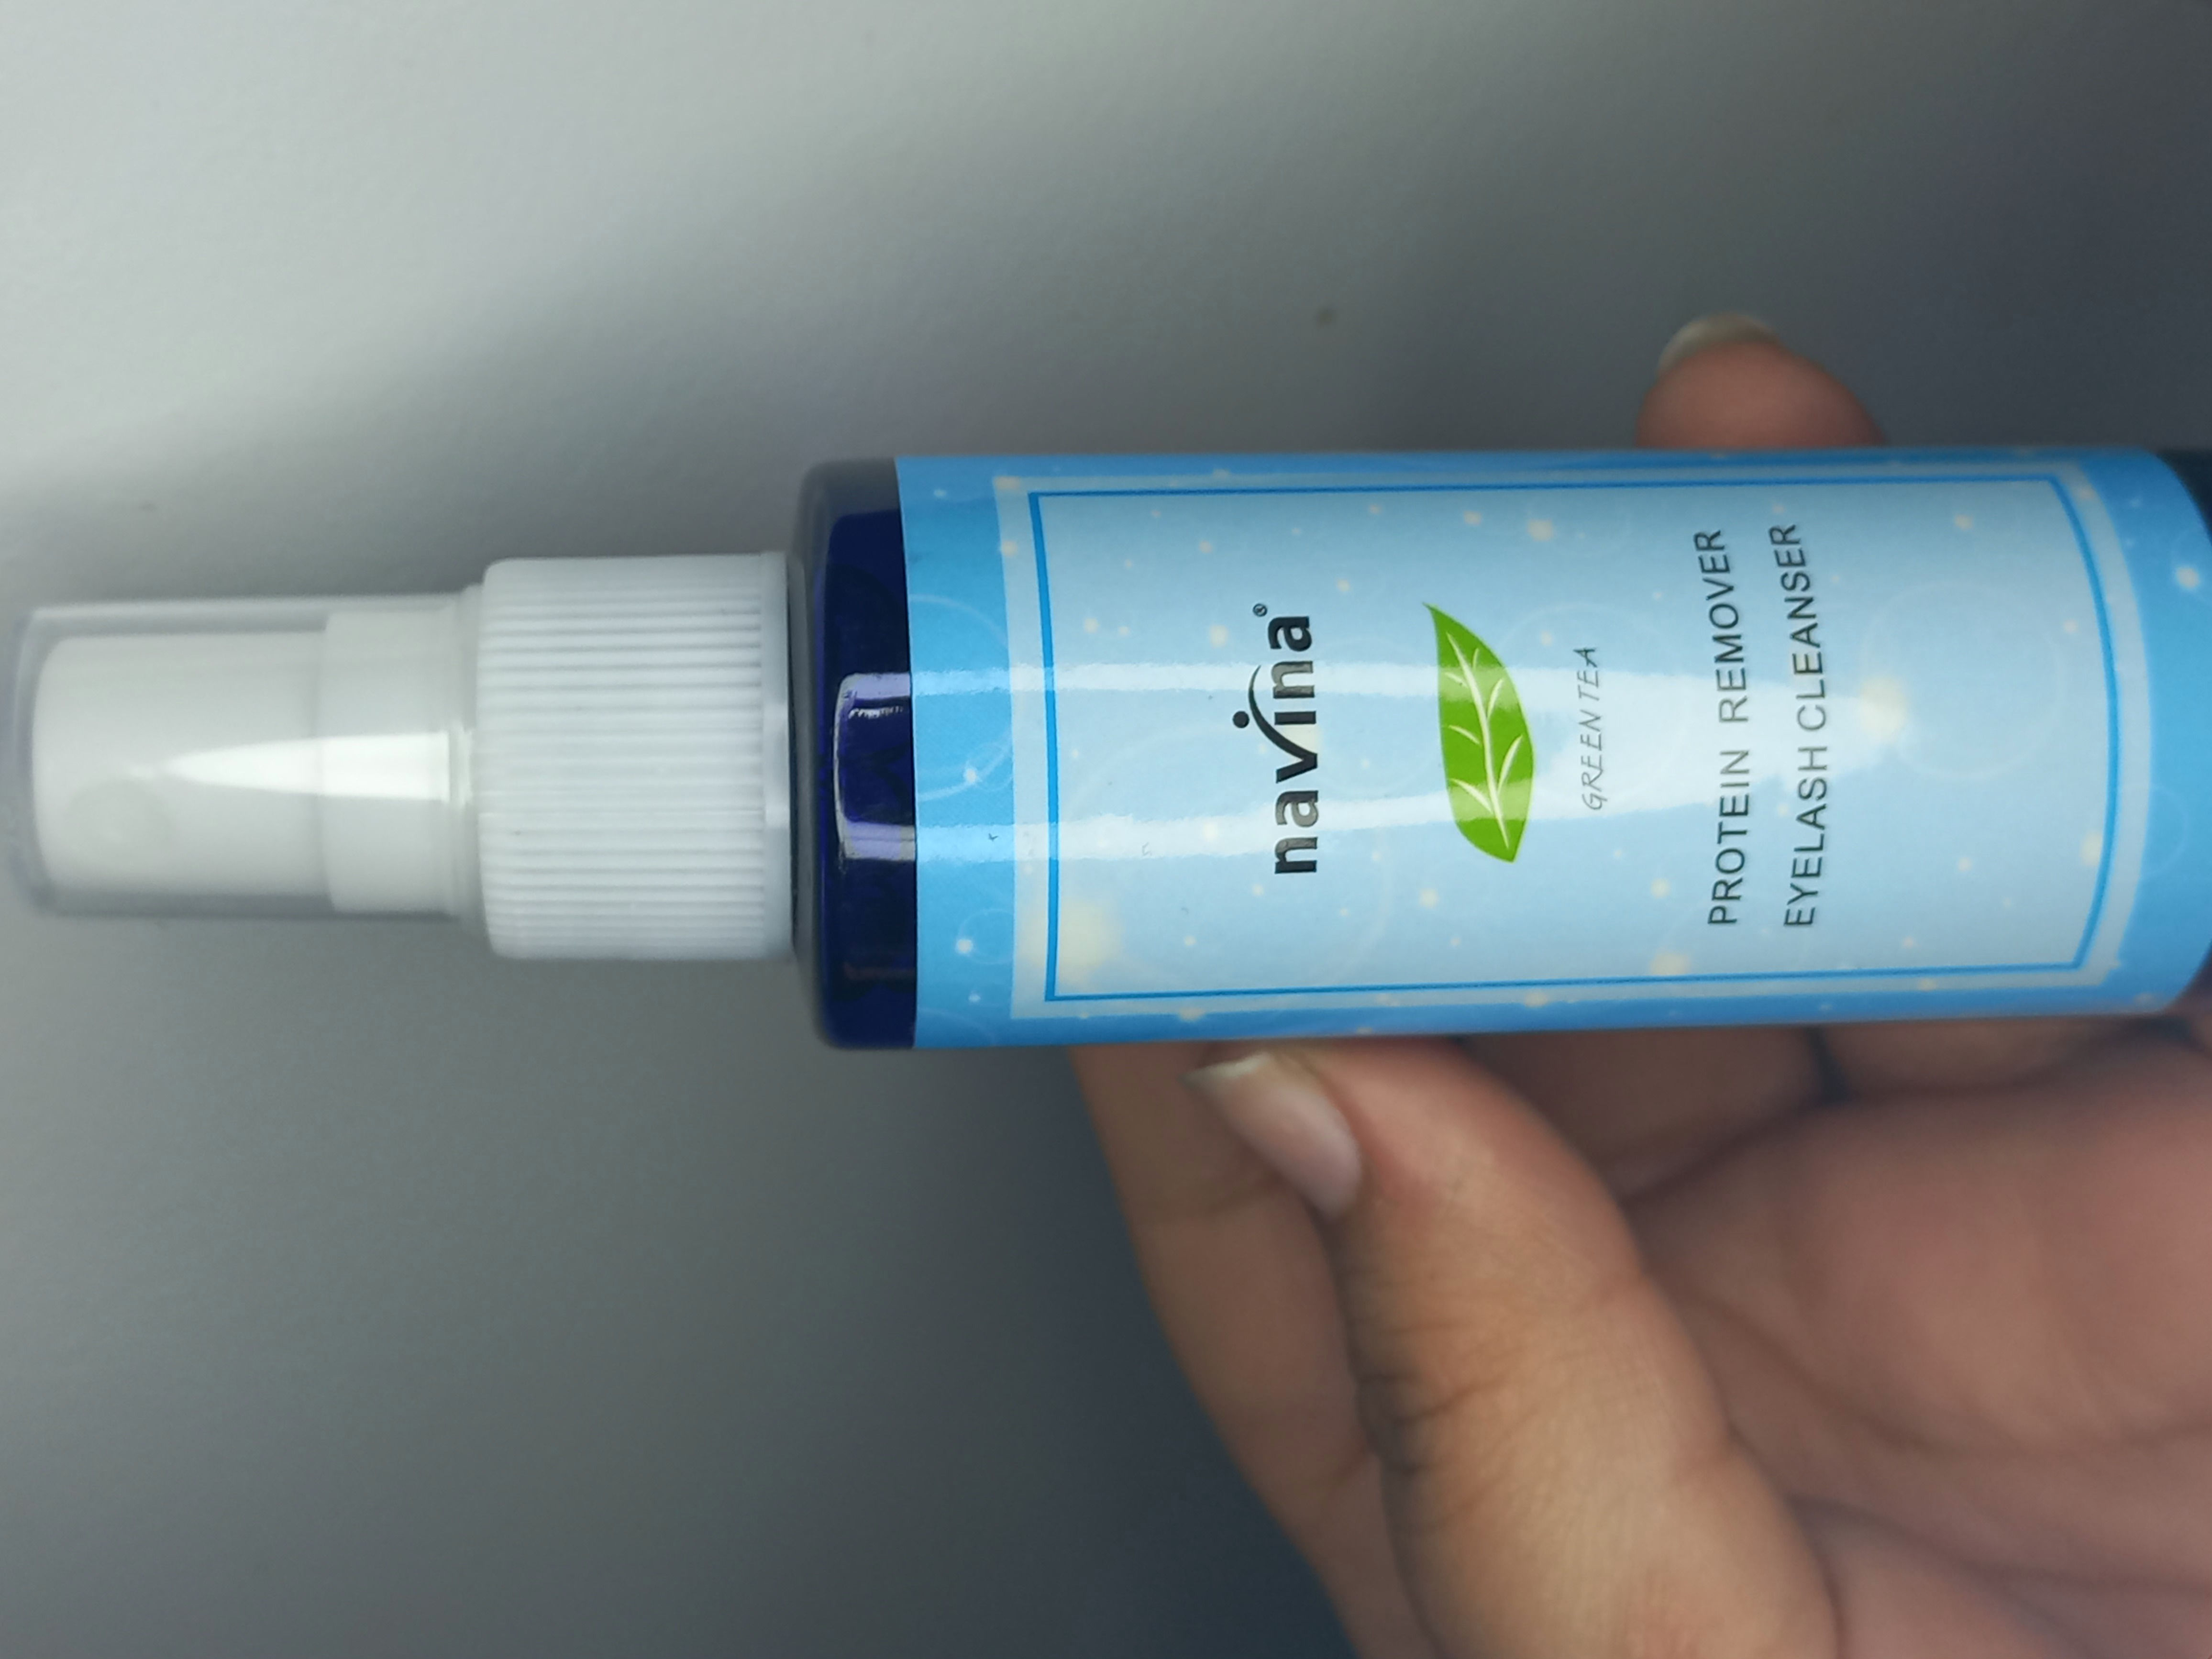 navina®
GREEN TEA
PROTEIN REMOVER
EYELASH CLEANSER